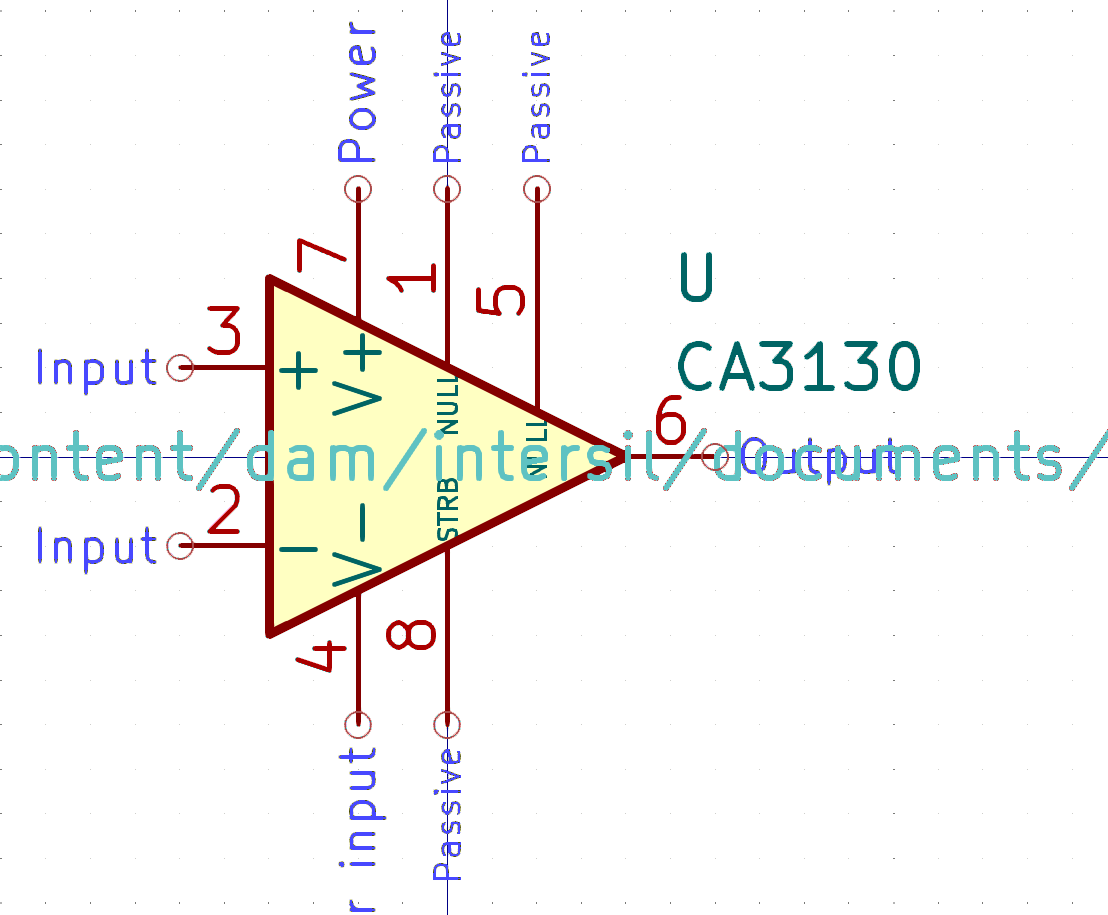 Power
Passive
Passive
7
1
5
U
CA3130
3
Input
+
V+
NULL
NULL
6
Output
ontent/dam/intersil/documents/
2
Input
-
V-
STRB
4
8
r input
Passive